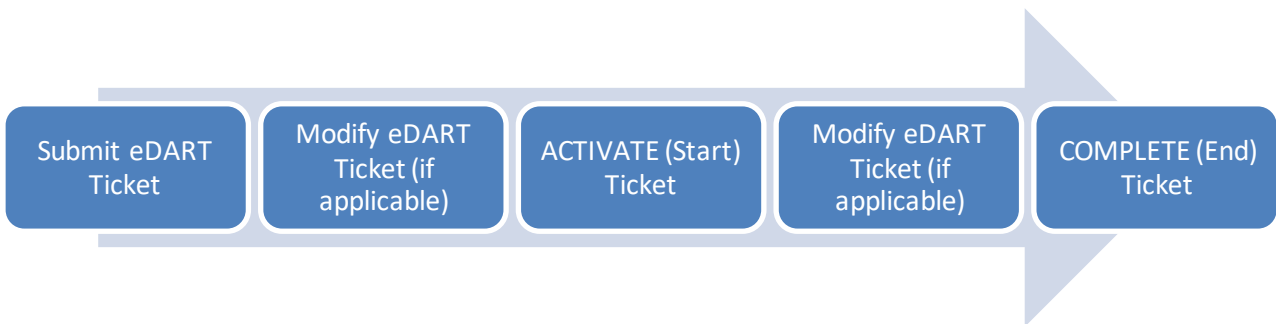 Submit eDART
Ticket
Modify eDART
Ticket (if
applicable)
ACTIVATE (Start)
Ticket
Modify eDART
Ticket (if
applicable)
COMPLETE (End)
Ticket